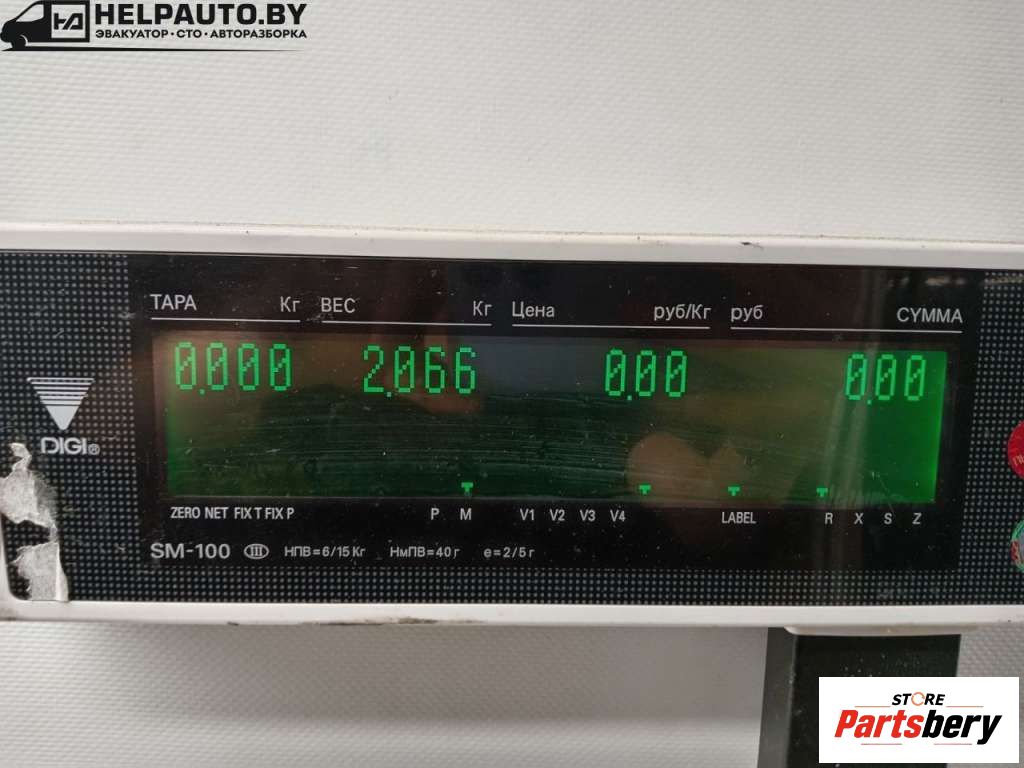 HELPAUTO.BY
ЭВАКУАТОР • СТО • АВТОРАЗБОРКА
ТАРА Кг ВЕС Кг Цена руб/Кг руб СУММА
0.000 2.066 0.00 0.00
DIGI®
ZERO NET FIX T FIX P P M V1 V2 V3 V4 LABEL R X S Z
SM-100 III НПВ=6/15 Кг НмПВ=40 г e=2/5 г
STORE
Partsbery